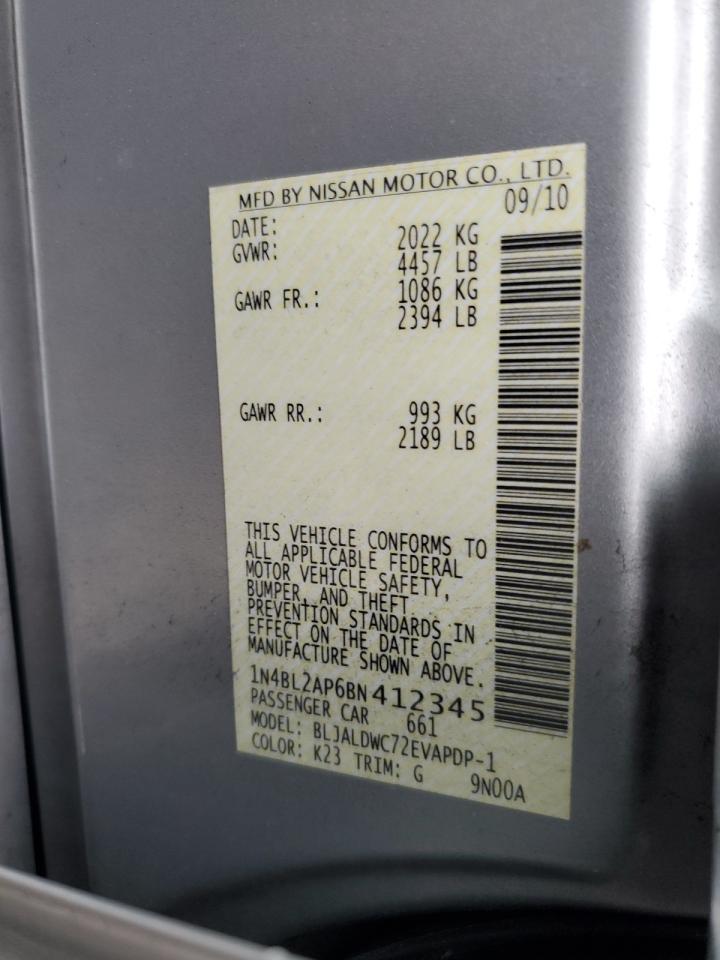 MFD BY NISSAN MOTOR CO., LTD.
DATE: 09/10
GVWR: 2022 KG
4457 LB
GAWR FR.: 1086 KG
2394 LB
GAWR RR.: 993 KG
2189 LB
THIS VEHICLE CONFORMS TO
ALL APPLICABLE FEDERAL
MOTOR VEHICLE SAFETY,
BUMPER, AND THEFT
PREVENTION STANDARDS IN
EFFECT ON THE DATE OF
MANUFACTURE SHOWN ABOVE.
1N4BL2AP6BN412345
PASSENGER CAR 661
MODEL: BLJALDWC72EVAPDP-1
COLOR: K23 TRIM: G 9N00A